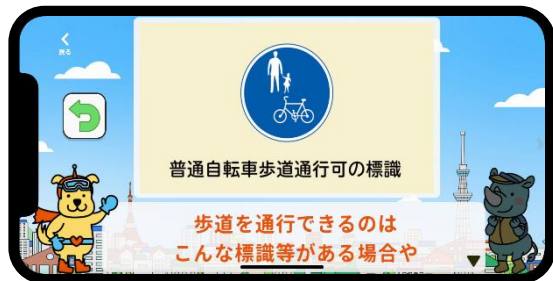 戻る
普通自転車歩道通行可の標識
歩道を通行できるのは
こんな標識等がある場合や